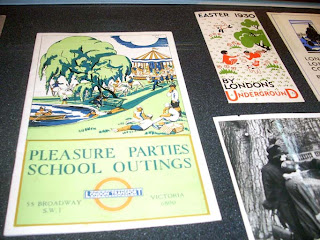 PLEASURE PARTIES
SCHOOL OUTINGS
LONDON TRANSPORT
55 BROADWAY
S.W.1
VICTORIA
6800
EASTER 1930
BY LONDON'S
UNDERGROUND